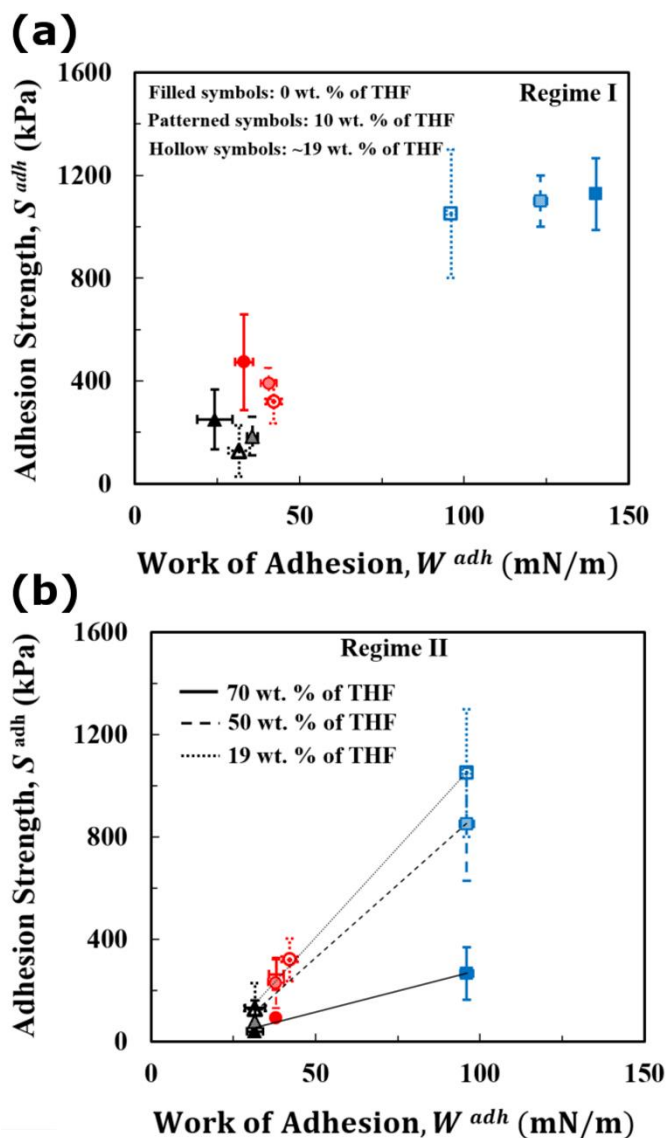 (a)
1600
1200
800
400
0
Adhesion Strength, S adh (kPa)
Filled symbols: 0 wt. % of THF
Patterned symbols: 10 wt. % of THF
Hollow symbols: ~19 wt. % of THF
Regime I
0 50 100 150
Work of Adhesion, W adh (mN/m)
(b)
1600
1200
800
400
0
Adhesion Strength, S adh (kPa)
Regime II
70 wt. % of THF
50 wt. % of THF
19 wt. % of THF
0 50 100 150
Work of Adhesion, W adh (mN/m)